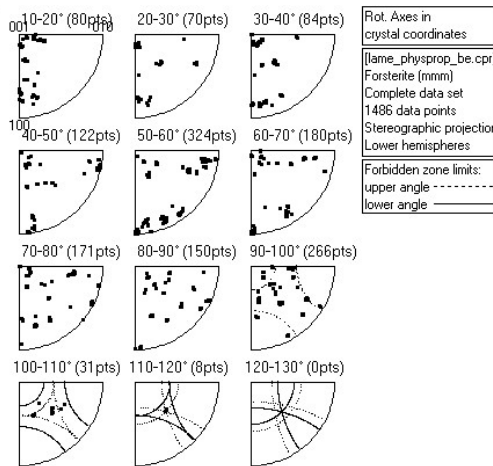 10-20° (80pts)
20-30° (70pts)
30-40° (84pts)
001
010
100
40-50° (122pts)
50-60° (324pts)
60-70° (180pts)
70-80° (171pts)
80-90° (150pts)
90-100° (266pts)
100-110° (31pts)
110-120° (8pts)
120-130° (0pts)
Rot. Axes in
crystal coordinates
[lame_physprop_be.cpr
Forsterite (mmm)
Complete data set
1486 data points
Stereographic projection
Lower hemispheres
Forbidden zone limits:
upper angle
lower angle